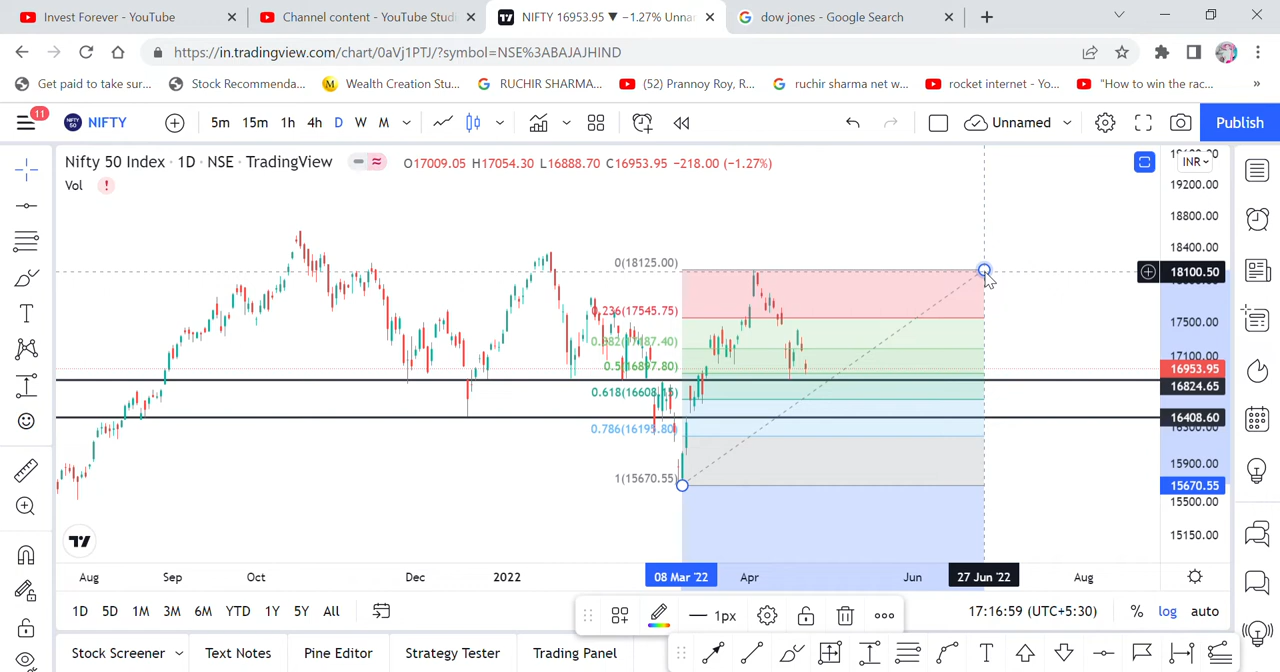 Invest Forever - YouTube
Channel content - YouTube Studi
NIFTY 16953.95 ▼ −1.27% Unnar
dow jones - Google Search
https://in.tradingview.com/chart/0aVj1PTJ/?symbol=NSE%3ABAJAJHIND
Get paid to take sur...
Stock Recommenda...
M Wealth Creation Stu...
RUCHIR SHARMA...
(52) Prannoy Roy, R...
ruchir sharma net w...
rocket internet - Yo...
"How to win the rac...
»
11
NIFTY
5m 15m 1h 4h D W M
Unnamed
Publish
Nifty 50 Index · 1D · NSE · TradingView
O17009.05 H17054.30 L16888.70 C16953.95 −218.00 (−1.27%)
Vol !
INR
19200.00
18800.00
18400.00
18100.50
17500.00
17100.00
16953.95
16824.65
16408.60
15900.00
15670.55
15500.00
15150.00
0(18125.00)
0.236(17545.75)
0.5(16897.80)
0.786(16195.80)
1(15670.55)
Aug Sep Oct Dec 2022 08 Mar '22 Apr Jun 27 Jun '22 Aug
1D 5D 1M 3M 6M YTD 1Y 5Y All
1px
17:16:59 (UTC+5:30)
% log auto
Stock Screener
Text Notes
Pine Editor
Strategy Tester
Trading Panel